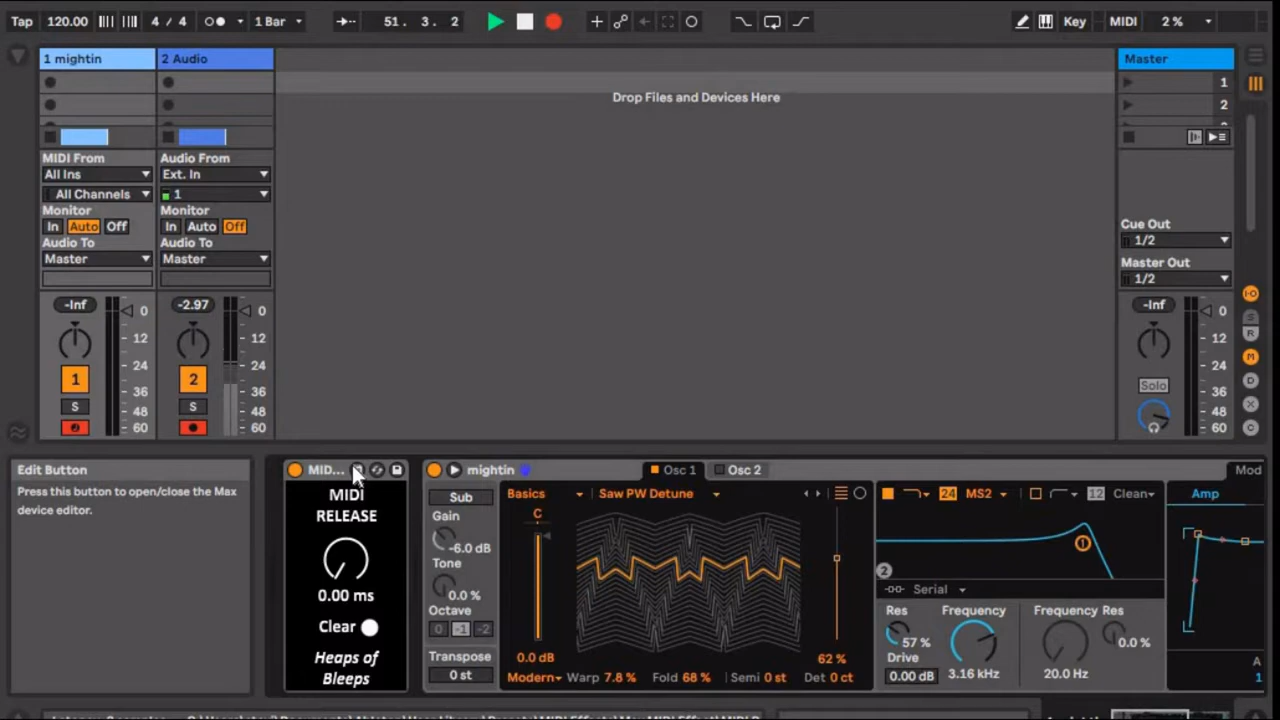 Tap 120.00 4 / 4 1 Bar 51. 3. 2 Key MIDI 2 %
1 mightin 2 Audio Master
Drop Files and Devices Here
1
2
MIDI From Audio From
All Ins Ext. In
All Channels 1
Monitor Monitor
In Auto Off In Auto Off
Audio To Audio To
Master Master
Cue Out
1/2
Master Out
1/2
-Inf -2.97 -Inf
0 0 0
12 12 12
24 24 24
1 2
36 36 36
Solo
S S
48 48 48
60 60 60
I-O
S
R
M
D
X
C
Edit Button
Press this button to open/close the Max
device editor.
MID...
MIDI
RELEASE
0.00 ms
Clear
Heaps of
Bleeps
mightin Osc 1 Osc 2 Mod
Sub
Gain
-6.0 dB
Tone
0.0 %
Octave
0 -1 -2
Transpose
0 st
Basics Saw PW Detune
C
0.0 dB 62 %
Modern Warp 7.8 % Fold 68 % Semi 0 st Det 0 ct
24 MS2 12 Clean
1
2
Serial
Res Frequency Frequency Res
57 % 0.0 %
Drive
0.00 dB 3.16 kHz 20.0 Hz
Amp
A
1